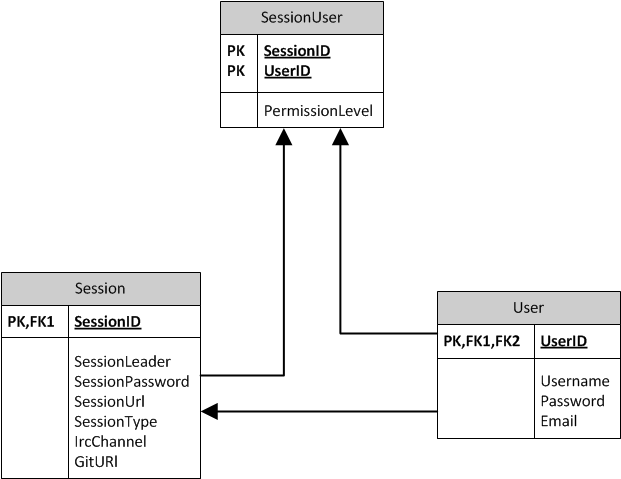 SessionUser
PK SessionID
PK UserID
PermissionLevel
Session
PK,FK1 SessionID
SessionLeader
SessionPassword
SessionUrl
SessionType
IrcChannel
GitURl
User
PK,FK1,FK2 UserID
Username
Password
Email